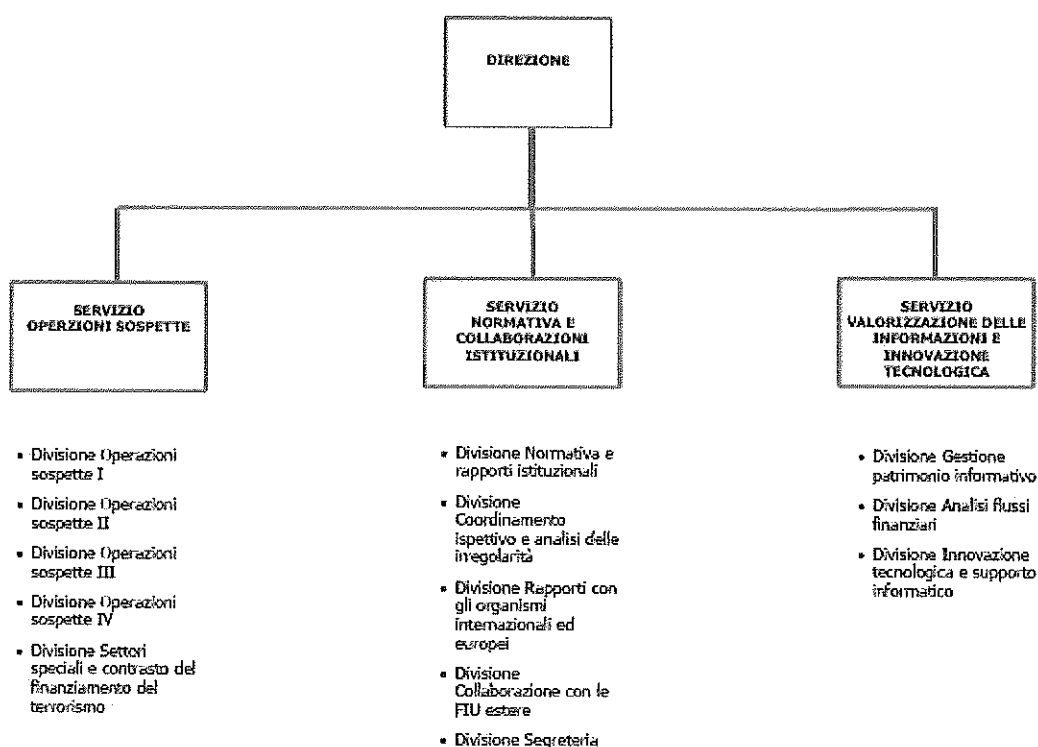 DIREZIONE
SERVIZIO
OPERZIONI SOSPETTE
SERVIZIO
NORMATIVA E
COLLABORAZIONI
ISTITUZIONALI
SERVIZIO
VALORIZZAZIONE DELLE
INFORMAZIONI E
INNOVAZIONE
TECNOLOGICA
• Divisione Operazioni
sospette I
• Divisione Operazioni
sospette II
• Divisione Operazioni
sospette III
• Divisione Operazioni
sospette IV
• Divisione Settori
speciali e contrasto del
finanziamento del
terrorismo
• Divisione Normativa e
rapporti istituzionali
• Divisione
Coordinamento
ispettivo e analisi delle
irregolarità
• Divisione Rapporti con
gli organismi
internazionali ed
europei
• Divisione
Collaborazione con le
FIU estere
• Divisione Segreteria
• Divisione Gestione
patrimonio informativo
• Divisione Analisi flussi
finanziari
• Divisione Innovazione
tecnologica e supporto
informatico